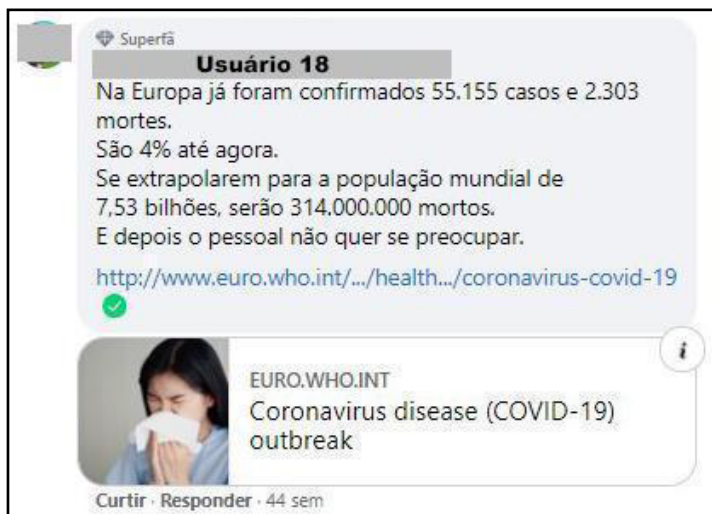 Superfã
Usuário 18
Na Europa já foram confirmados 55.155 casos e 2.303
mortes.
São 4% até agora.
Se extrapolarem para a população mundial de
7,53 bilhões, serão 314.000.000 mortos.
E depois o pessoal não quer se preocupar.
http://www.euro.who.int/.../health.../coronavirus-covid-19
i
EURO.WHO.INT
Coronavirus disease (COVID-19)
outbreak
Curtir · Responder · 44 sem